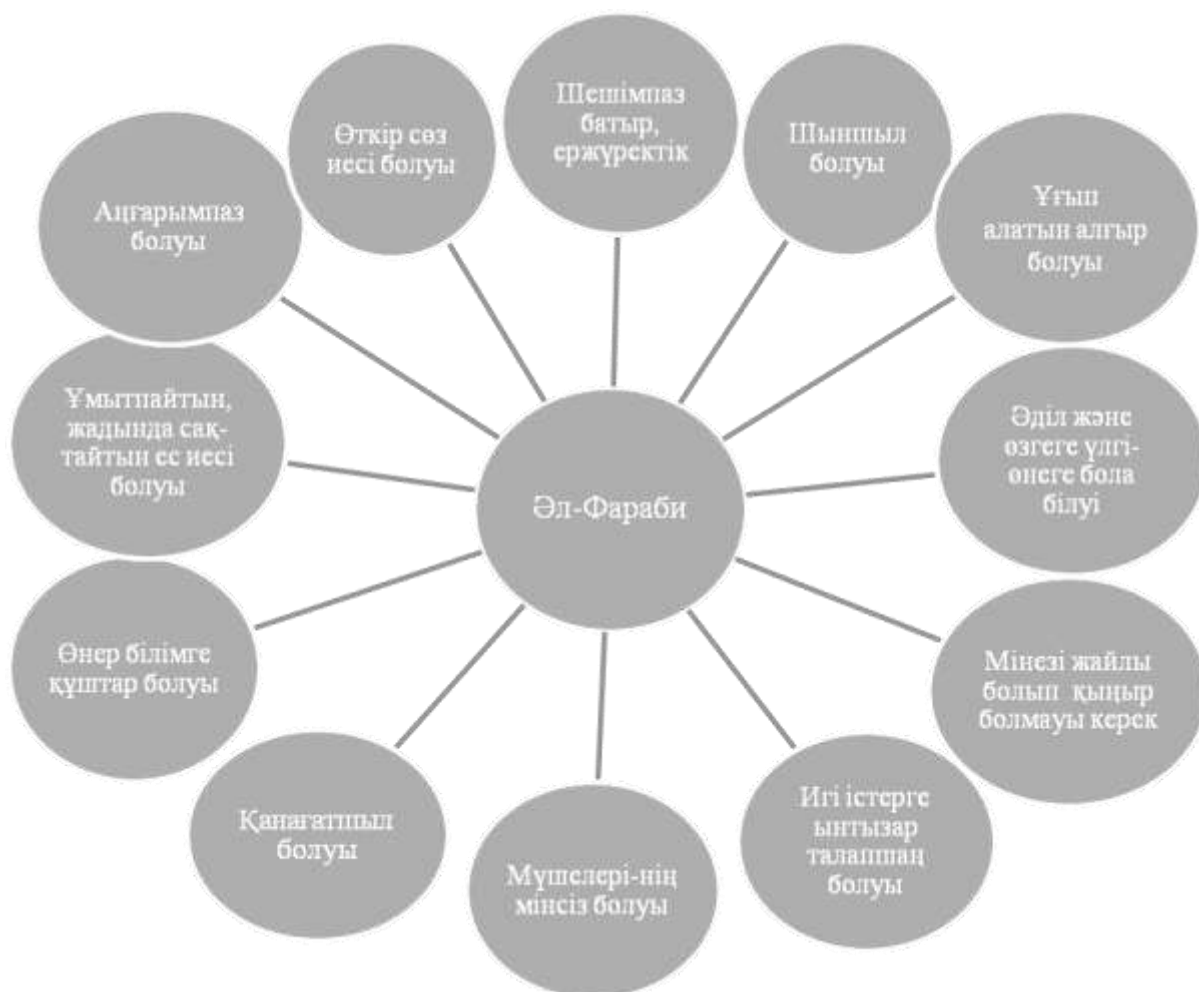 Шешімпаз
батыр,
ержүректік
Шыншыл
болуы
Ұғып
алатын алғыр
болуы
Әділ және
өзгеге үлгі-
өнеге бола
білуі
Мінезі жайлы
болып қыңыр
болмауы керек
Игі істерге
ынтызар
талапшаң
болуы
Мүшелері-нің
мінсіз болуы
Қанағатшыл
болуы
Өнер білімге
құштар болуы
Ұмытпайтын,
жадында сақ-
тайтын ес иесі
болуы
Аңғарымпаз
болуы
Өткір сөз
иесі болуы
Әл-Фараби